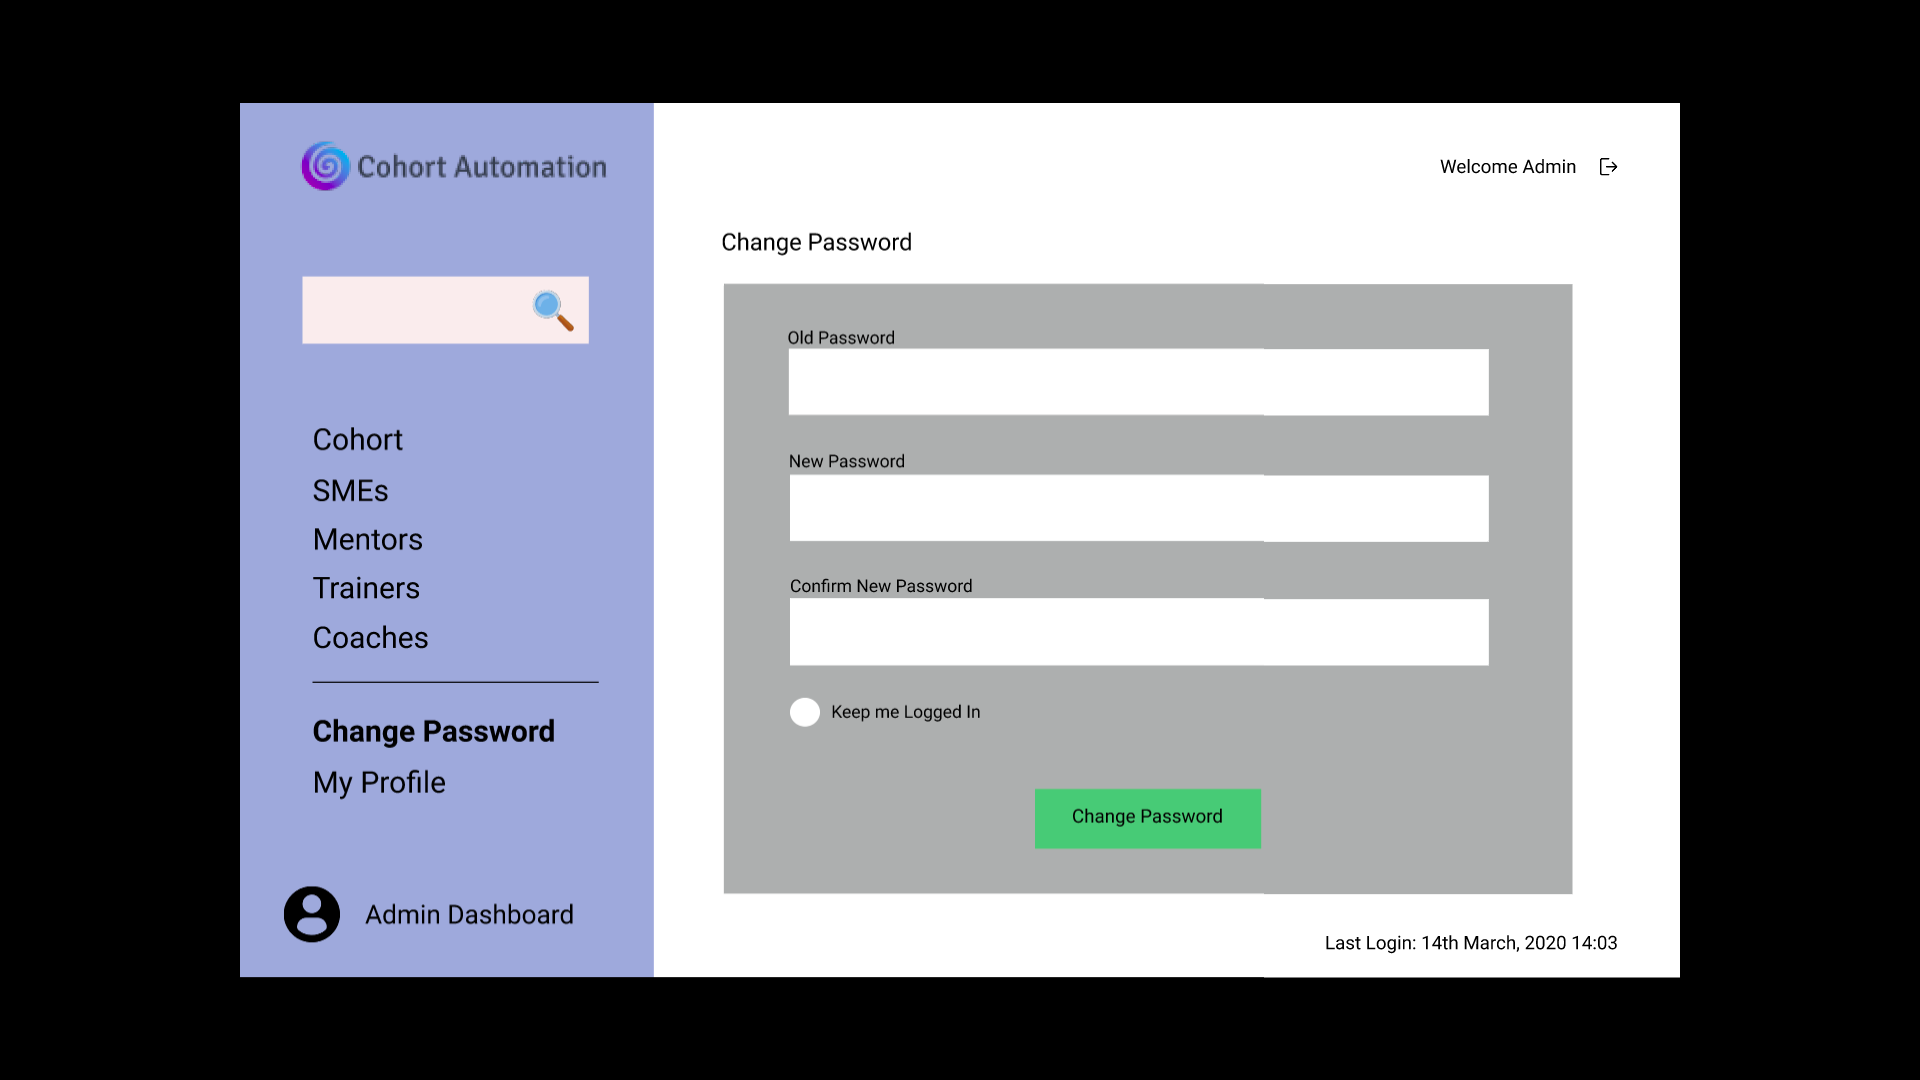 Cohort Automation
Cohort
SMEs
Mentors
Trainers
Coaches
Change Password
My Profile
Admin Dashboard
Welcome Admin
Change Password
Old Password
New Password
Confirm New Password
Keep me Logged In
Change Password
Last Login: 14th March, 2020 14:03